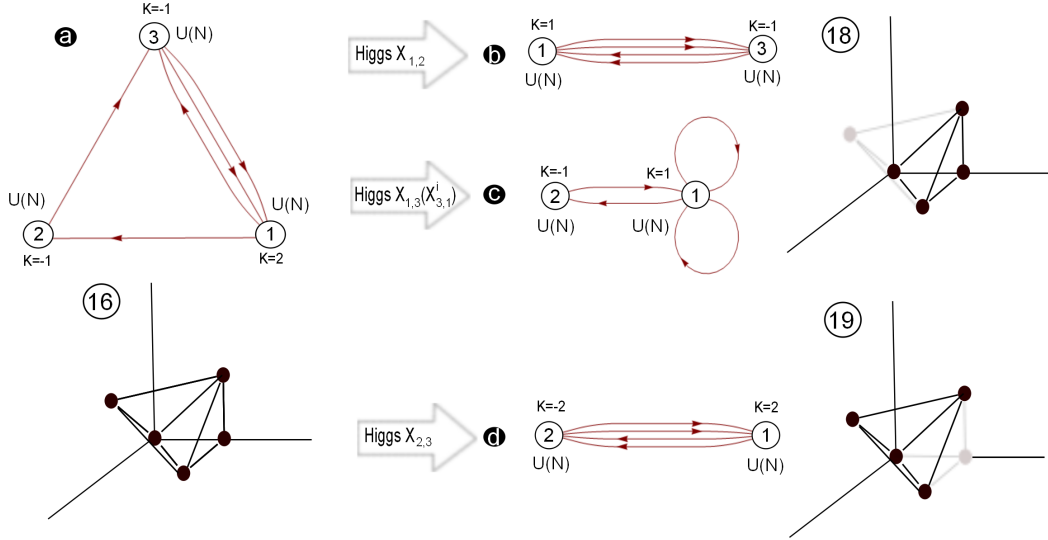 a
K=-1
3
U(N)
U(N)
2
K=-1
U(N)
1
K=2
Higgs X1,2
b
K=1
1
U(N)
K=-1
3
U(N)
18
Higgs X1,3(X^i3,1)
c
K=-1
2
U(N)
K=1
1
U(N)
16
Higgs X2,3
d
K=-2
2
U(N)
K=2
1
U(N)
19